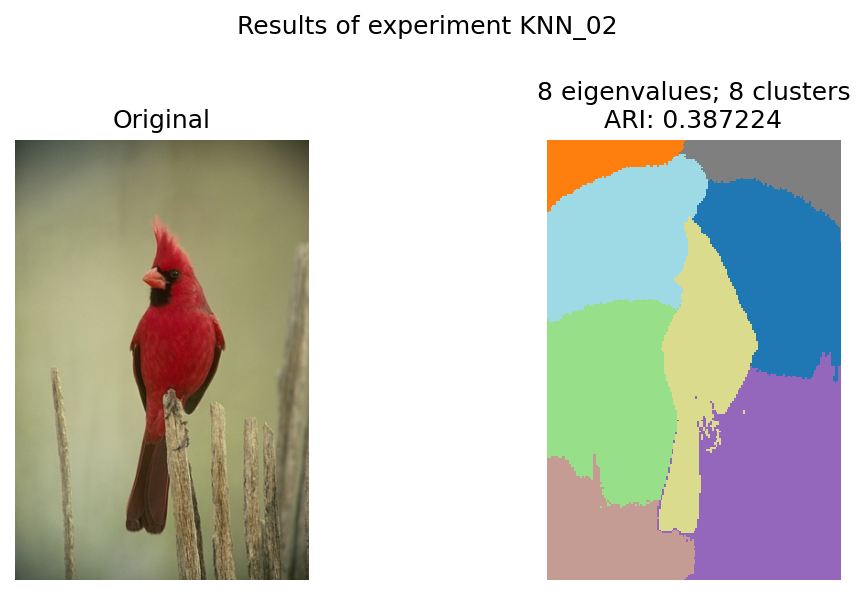 Results of experiment KNN_02
Original
8 eigenvalues; 8 clusters
ARI: 0.387224